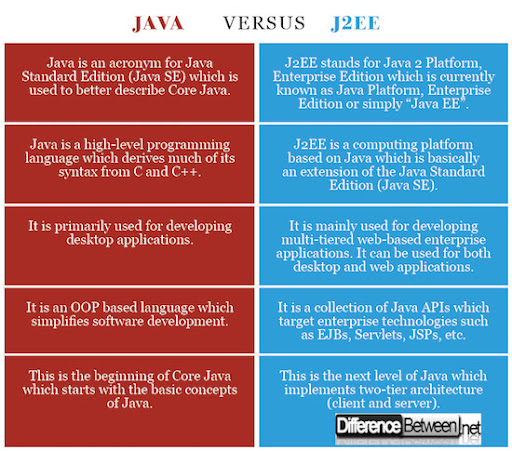 JAVA VERSUS J2EE
Java is an acronym for Java
Standard Edition (Java SE) which is
used to better describe Core Java.
J2EE stands for Java 2 Platform,
Enterprise Edition which is currently
known as Java Platform, Enterprise
Edition or simply “Java EE”.
Java is a high-level programming
language which derives much of its
syntax from C and C++.
J2EE is a computing platform
based on Java which is basically
an extension of the Java Standard
Edition (Java SE).
It is primarily used for developing
desktop applications.
It is mainly used for developing
multi-tiered web-based enterprise
applications. It can be used for both
desktop and web applications.
It is an OOP based language which
simplifies software development.
It is a collection of Java APIs which
target enterprise technologies such
as EJBs, Servlets, JSPs, etc.
This is the beginning of Core Java
which starts with the basic concepts
of Java.
This is the next level of Java which
implements two-tier architecture
(client and server).
DifferenceBetween.net